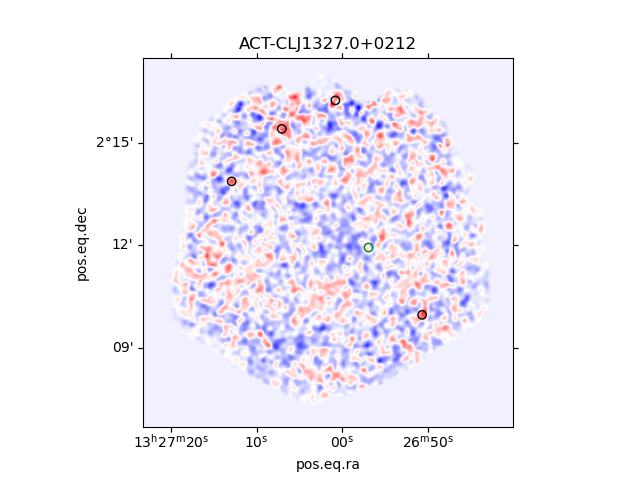 ACT-CLJ1327.0+0212
2°15'
12'
09'
pos.eq.dec
13ʰ27ᵐ20ˢ 10ˢ 00ˢ 26ᵐ50ˢ
pos.eq.ra